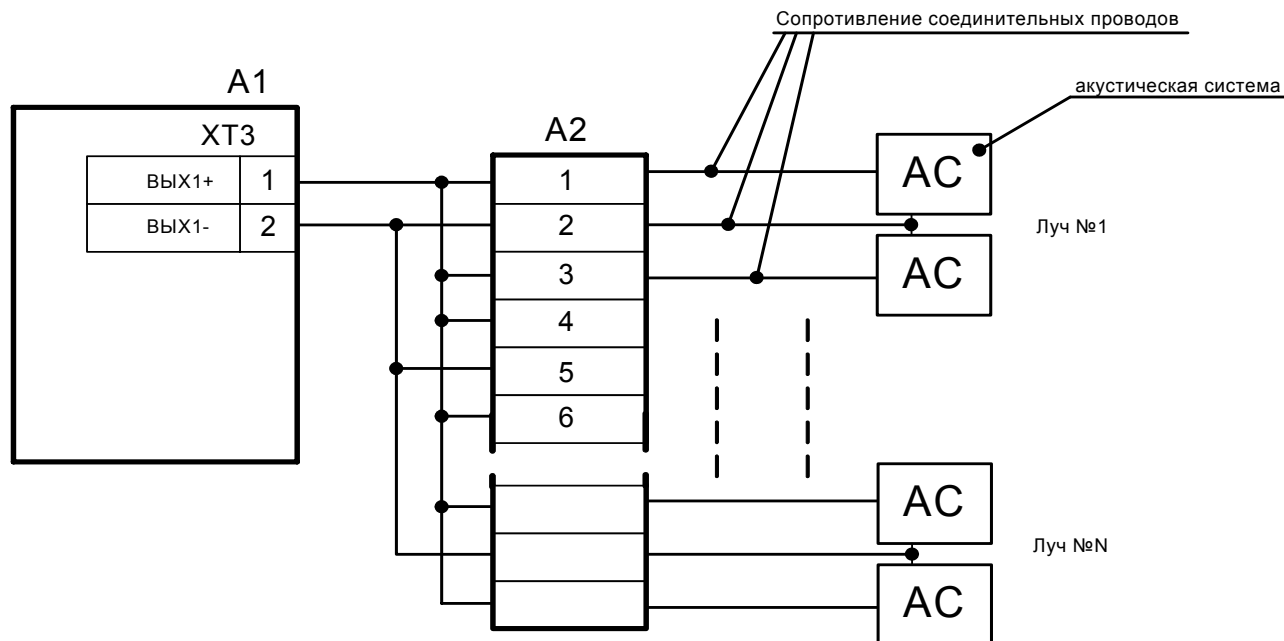 Сопротивление соединительных проводов
А1
акустическая система
ХТ3
А2
ВЫХ1+ 1
1
АС
ВЫХ1- 2
2
Луч №1
3
АС
4
5
6
АС
Луч №N
АС